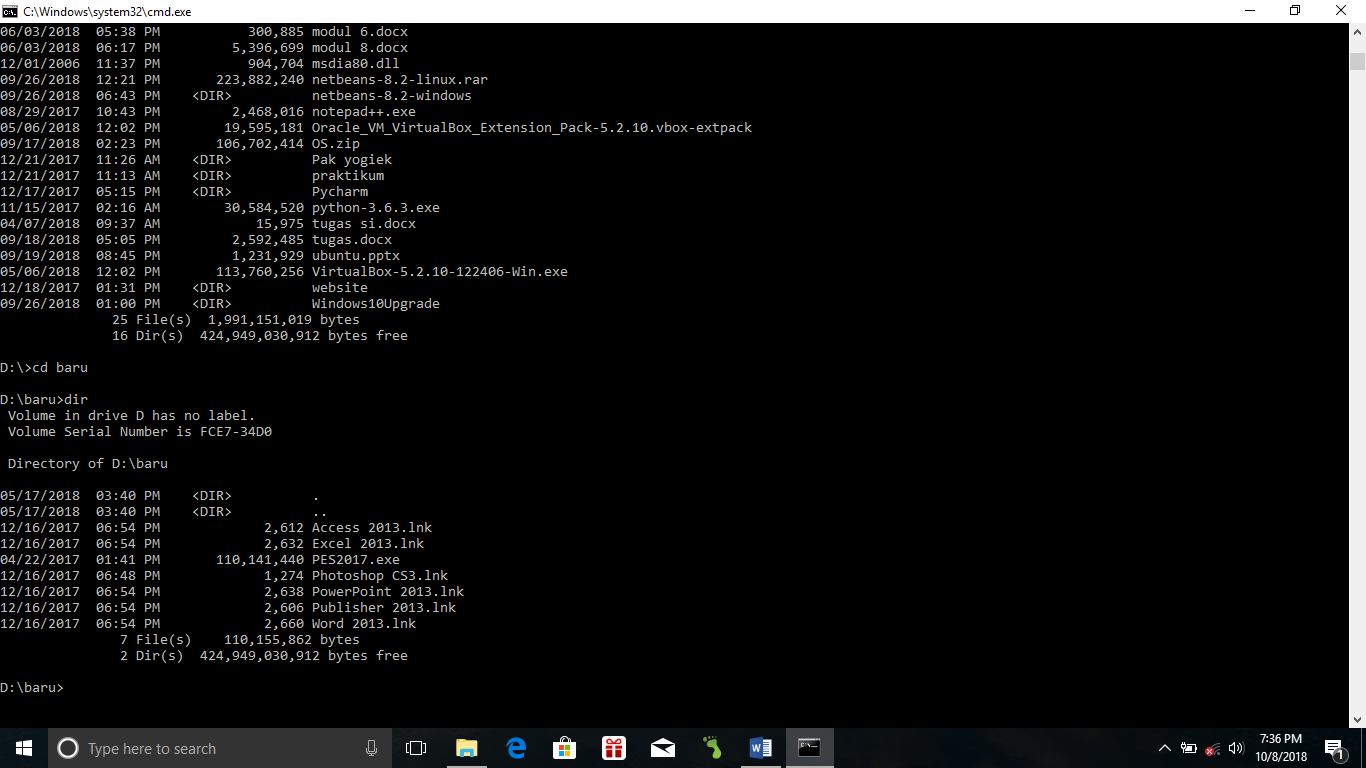 C:\Windows\system32\cmd.exe
06/03/2018  05:38 PM           300,885 modul 6.docx
06/03/2018  06:17 PM         5,396,699 modul 8.docx
12/01/2006  11:37 PM           904,704 msdia80.dll
09/26/2018  12:21 PM       223,882,240 netbeans-8.2-linux.rar
09/26/2018  06:43 PM    <DIR>          netbeans-8.2-windows
08/29/2017  10:43 PM         2,468,016 notepad++.exe
05/06/2018  12:02 PM        19,595,181 Oracle_VM_VirtualBox_Extension_Pack-5.2.10.vbox-extpack
09/17/2018  02:23 PM       106,702,414 OS.zip
12/21/2017  11:26 AM    <DIR>          Pak yogiek
12/21/2017  11:13 AM    <DIR>          praktikum
12/17/2017  05:15 PM    <DIR>          Pycharm
11/15/2017  02:16 AM        30,584,520 python-3.6.3.exe
04/07/2018  09:37 AM            15,975 tugas si.docx
09/18/2018  05:05 PM         2,592,485 tugas.docx
09/19/2018  08:45 PM         1,231,929 ubuntu.pptx
05/06/2018  12:02 PM       113,760,256 VirtualBox-5.2.10-122406-Win.exe
12/18/2017  01:31 PM    <DIR>          website
09/26/2018  01:00 PM    <DIR>          Windows10Upgrade
              25 File(s)  1,991,151,019 bytes
              16 Dir(s)  424,949,030,912 bytes free
D:\>cd baru
D:\baru>dir
 Volume in drive D has no label.
 Volume Serial Number is FCE7-34D0
 Directory of D:\baru
05/17/2018  03:40 PM    <DIR>          .
05/17/2018  03:40 PM    <DIR>          ..
12/16/2017  06:54 PM             2,612 Access 2013.lnk
12/16/2017  06:54 PM             2,632 Excel 2013.lnk
04/22/2017  01:41 PM       110,141,440 PES2017.exe
12/16/2017  06:48 PM             1,274 Photoshop CS3.lnk
12/16/2017  06:54 PM             2,638 PowerPoint 2013.lnk
12/16/2017  06:54 PM             2,606 Publisher 2013.lnk
12/16/2017  06:54 PM             2,660 Word 2013.lnk
               7 File(s)    110,155,862 bytes
               2 Dir(s)  424,949,030,912 bytes free
D:\baru>
Type here to search
7:36 PM
10/8/2018
1